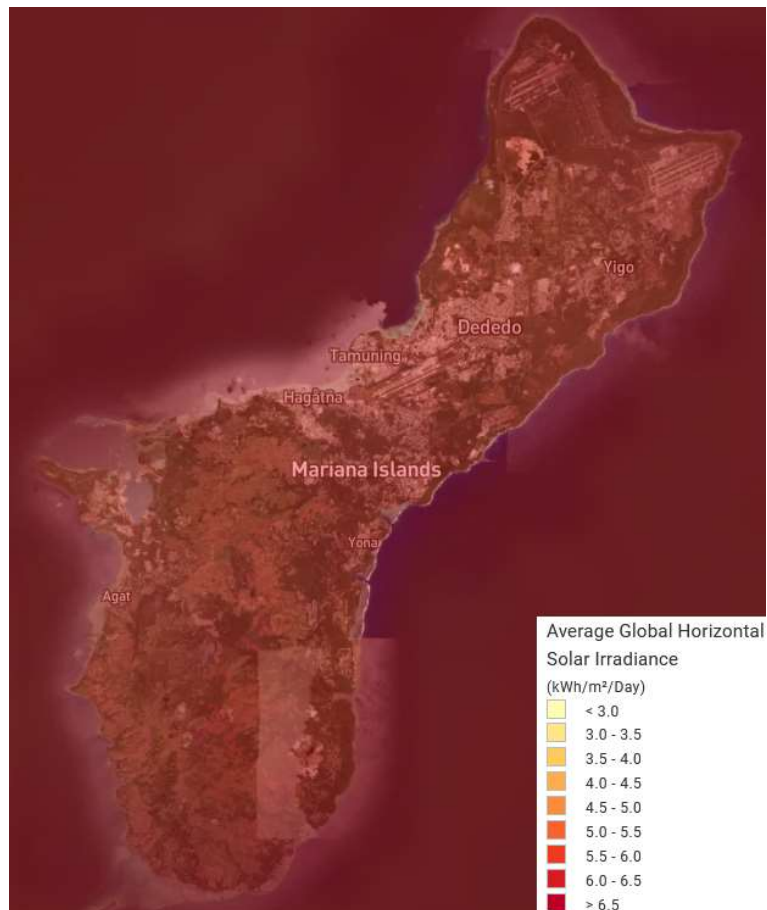 Yigo
Dededo
Tamuning
Hagåtña
Mariana Islands
Yona
Agat
Average Global Horizontal
Solar Irradiance
(kWh/m²/Day)
< 3.0
3.0 - 3.5
3.5 - 4.0
4.0 - 4.5
4.5 - 5.0
5.0 - 5.5
5.5 - 6.0
6.0 - 6.5
> 6.5